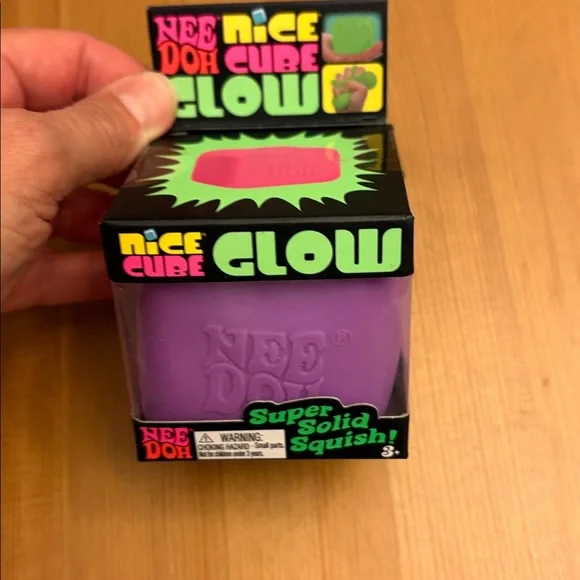 NEE NiCE
DOH CUBE
GLOW
NiCE™
CUBE GLOW
NEE®
DOH
Super
Solid
Squish!
NEE
DOH
WARNING:
CHOKING HAZARD - Small parts.
Not for children under 3 years.
3+